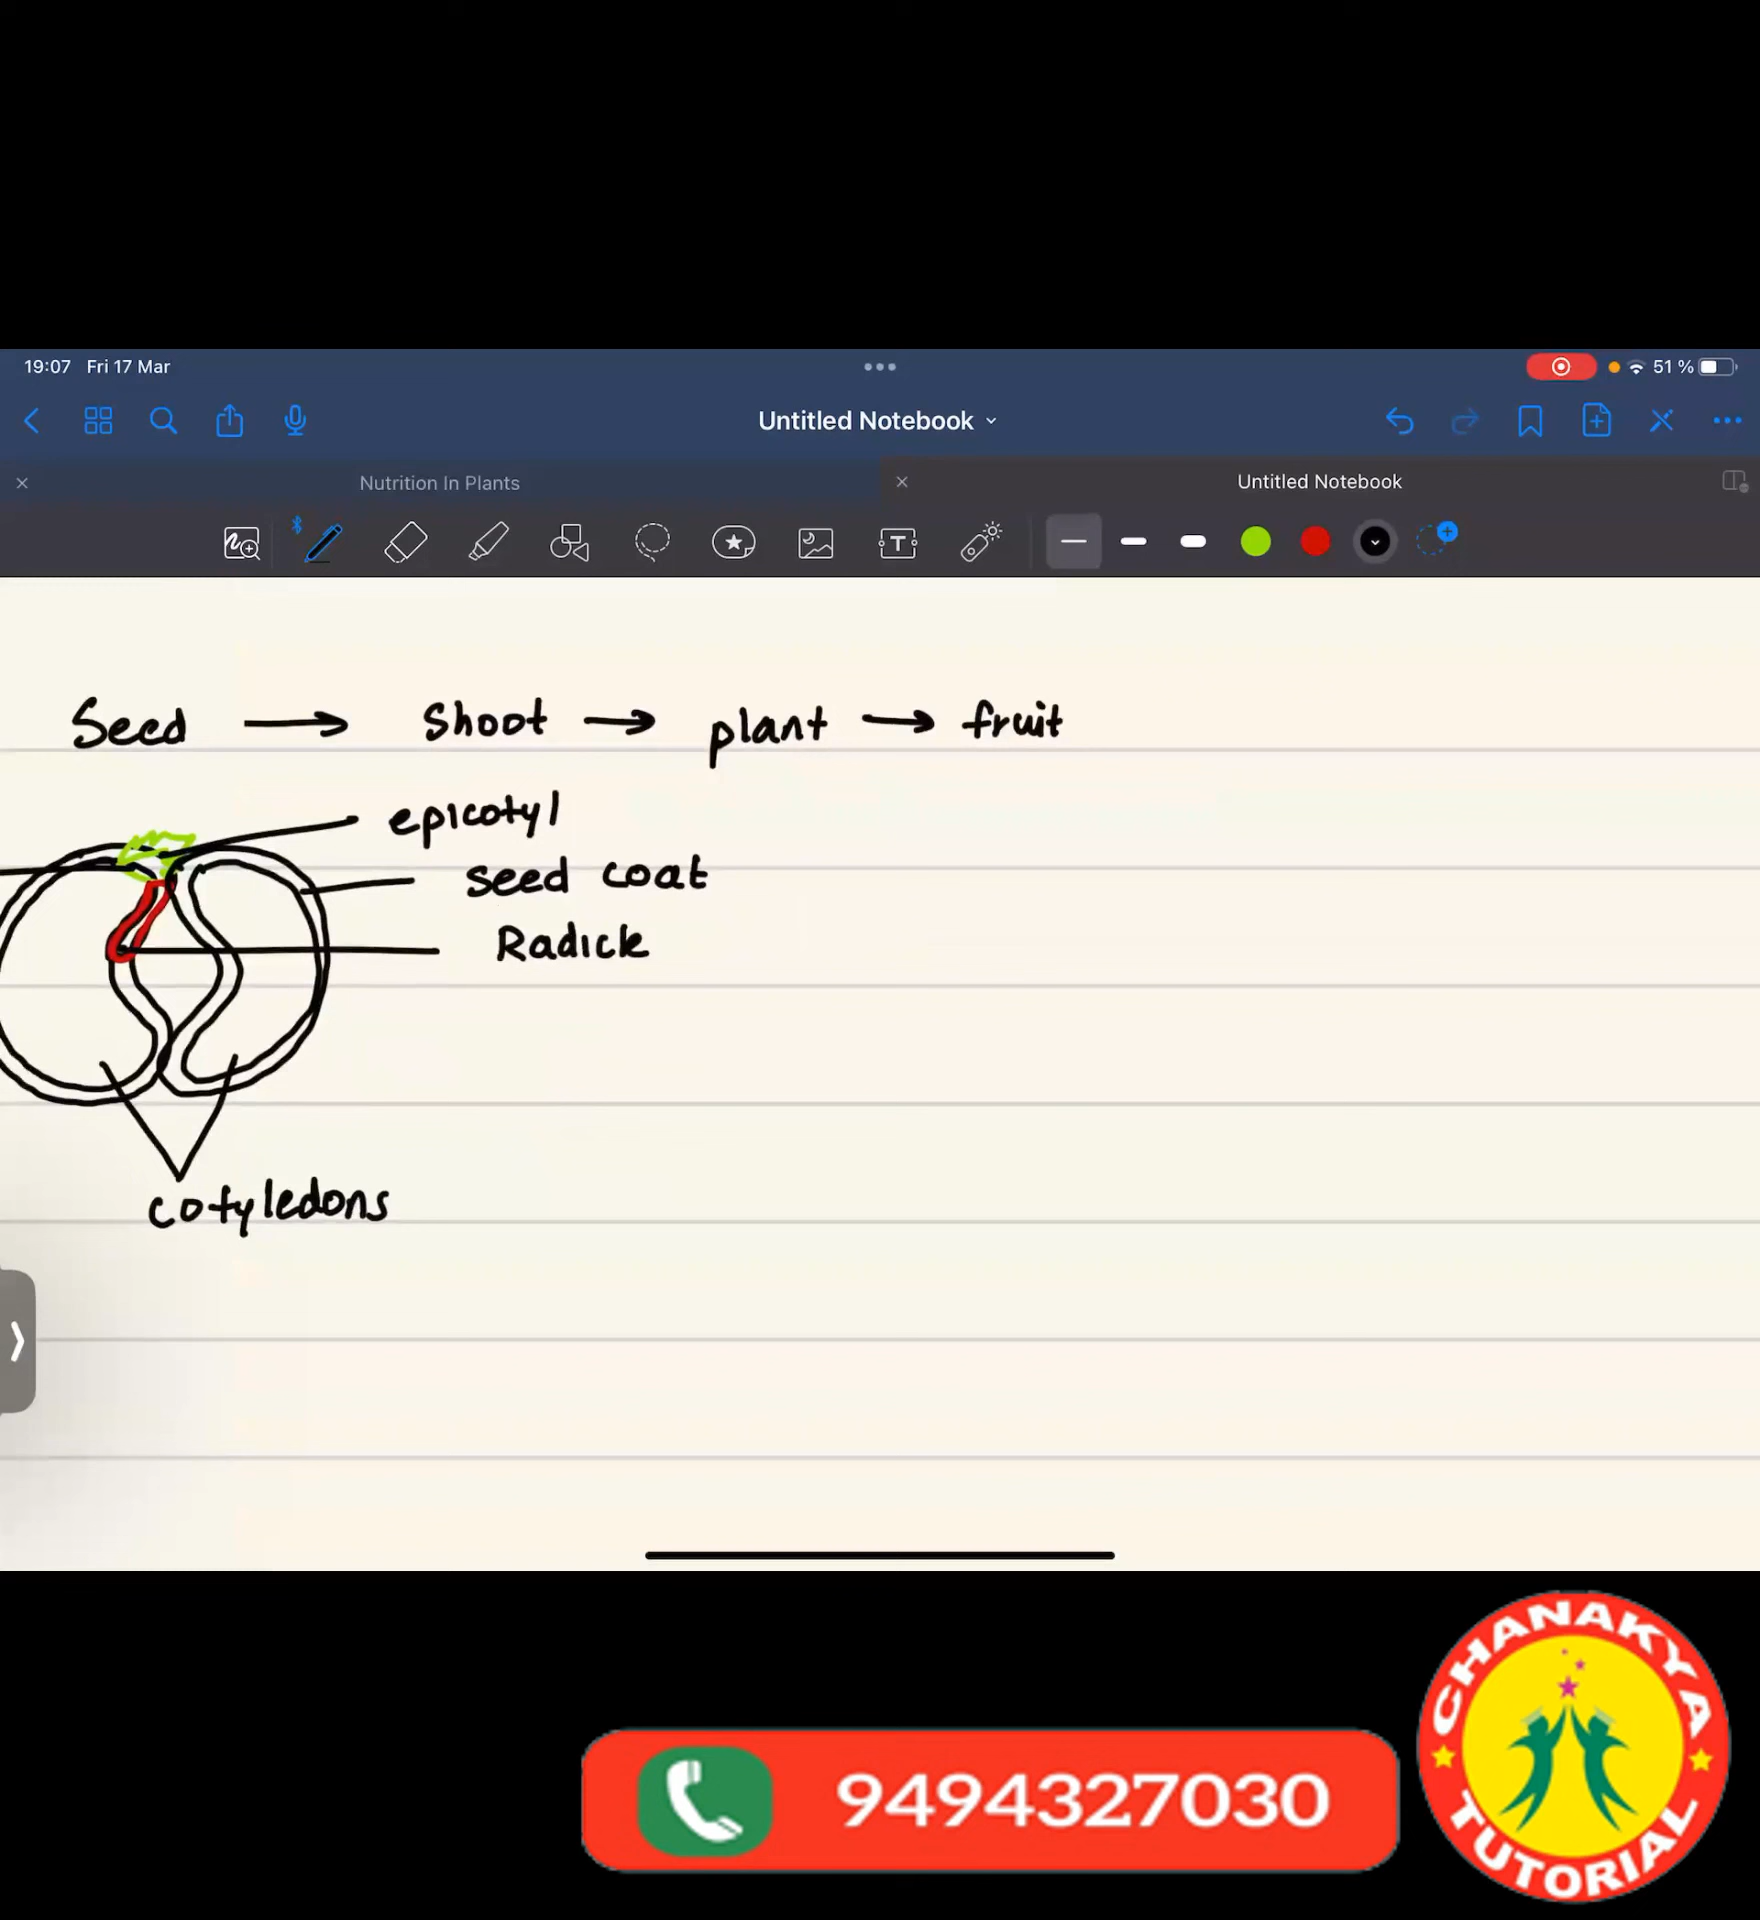 19:07 Fri 17 Mar
51 %
Untitled Notebook
Nutrition In Plants
Untitled Notebook
T
Seed → Shoot → plant → fruit
epicotyl
seed coat
Radicle
cotyledons
CHANAKYA
TUTORIAL
9494327030